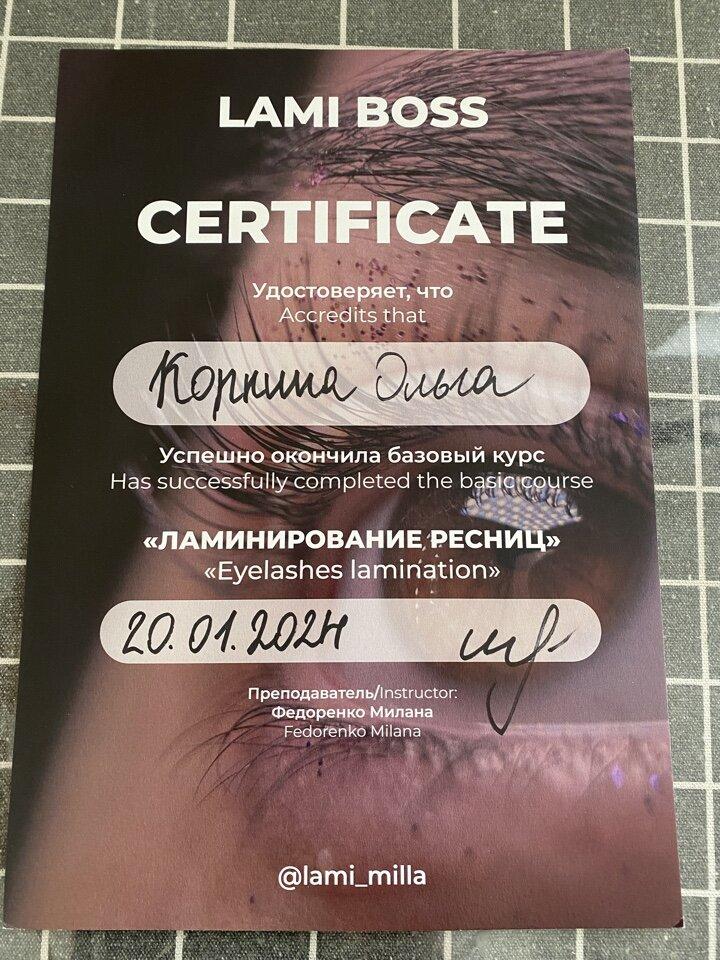 LAMI BOSS
CERTIFICATE
Удостоверяет, что
Accredits that
Ольга
Успешно окончила базовый курс
Has successfully completed the basic course
«ЛАМИНИРОВАНИЕ РЕСНИЦ»
«Eyelashes lamination»
20.01.2024
Преподаватель/Instructor:
Федоренко Милана
Fedorenko Milana
@lami_milla